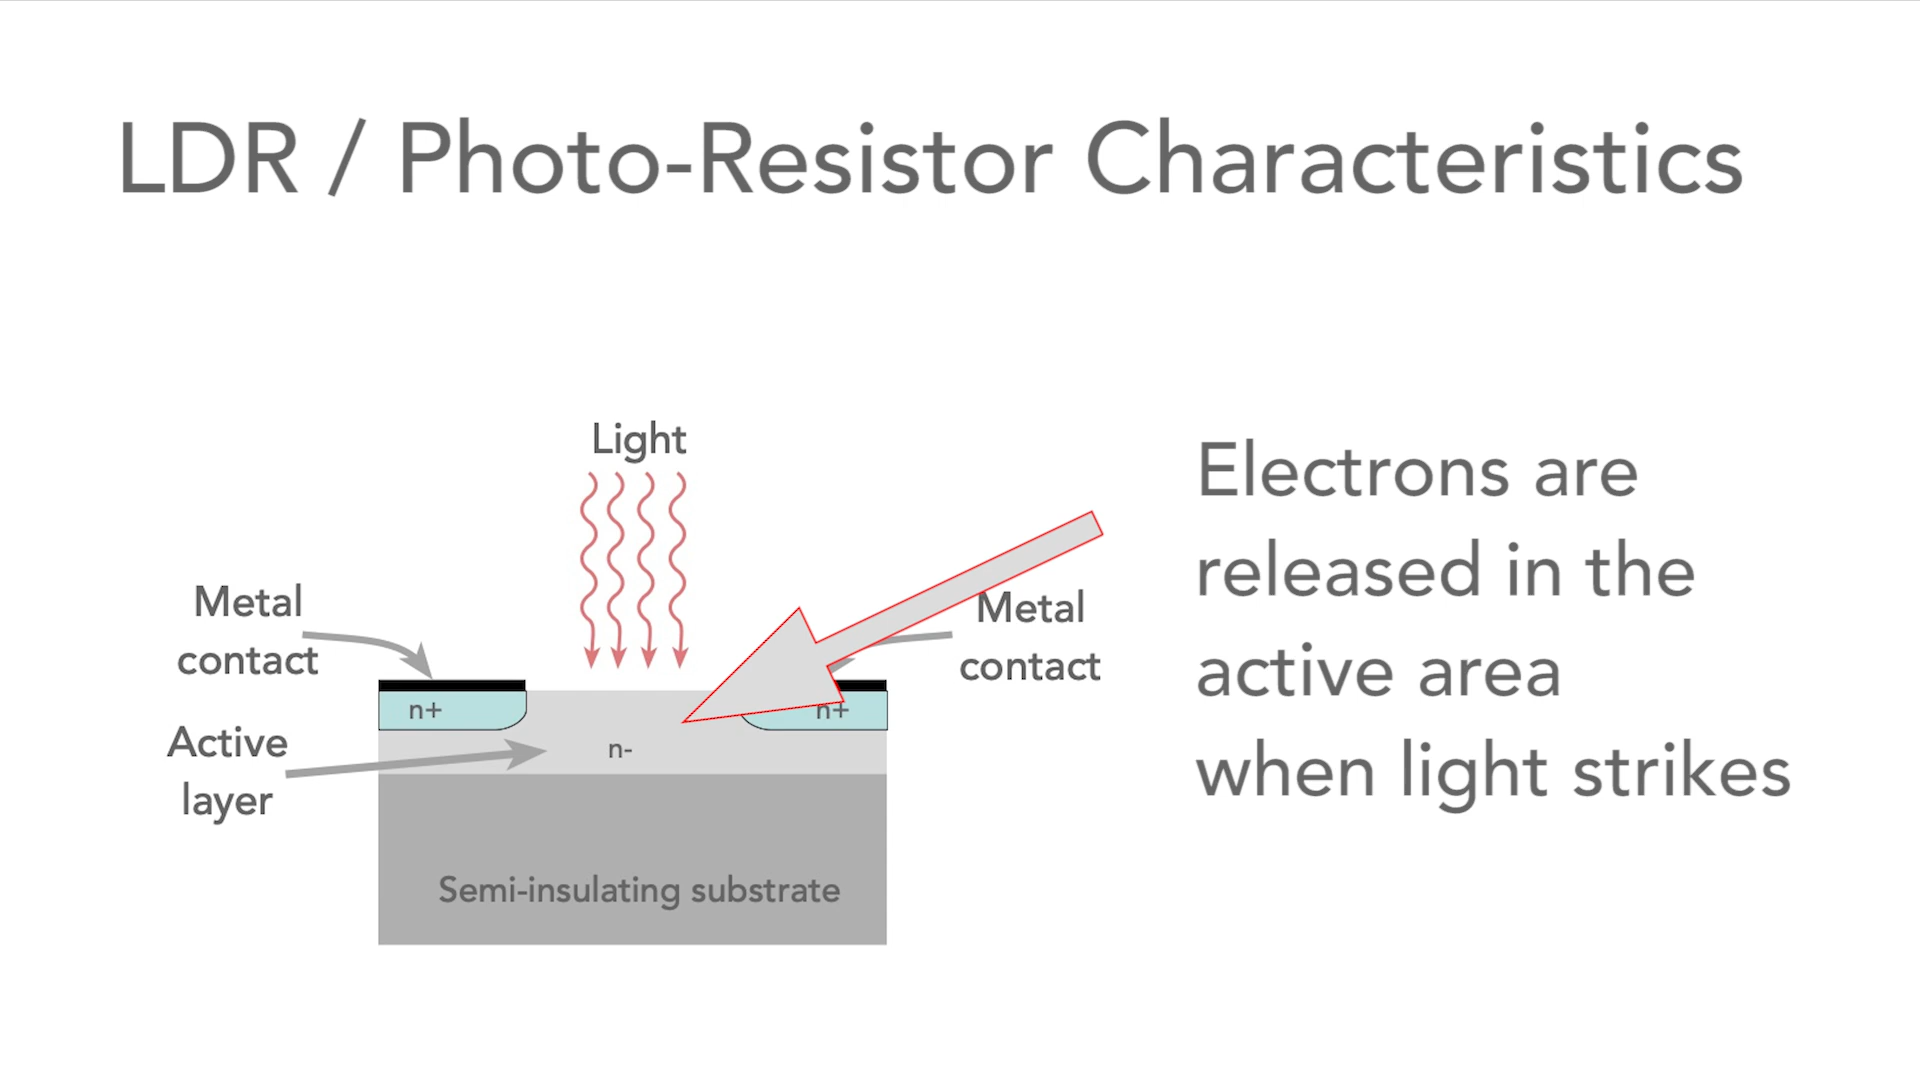 LDR / Photo-Resistor Characteristics
Light
Metal
contact
Metal
contact
n+
n+
Active
layer
n-
Semi-insulating substrate
Electrons are
released in the
active area
when light strikes